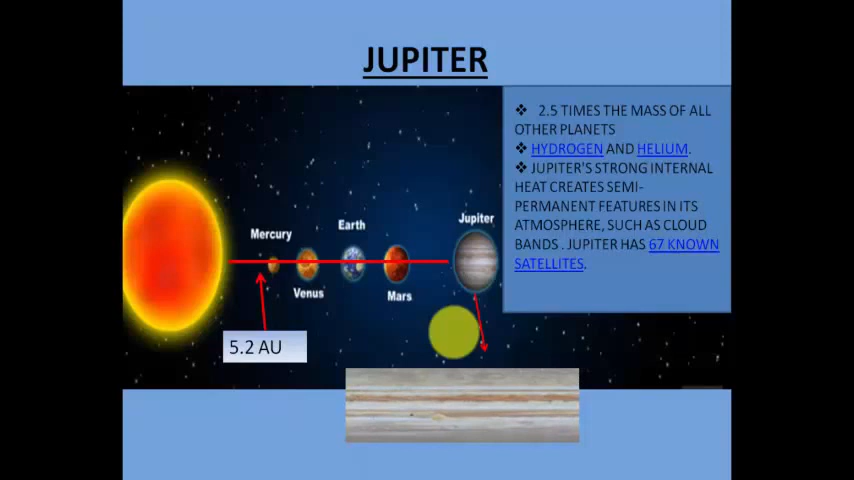 JUPITER
❖ 2.5 TIMES THE MASS OF ALL
OTHER PLANETS
❖ HYDROGEN AND HELIUM.
❖ JUPITER'S STRONG INTERNAL
HEAT CREATES SEMI-
PERMANENT FEATURES IN ITS
ATMOSPHERE, SUCH AS CLOUD
BANDS . JUPITER HAS 67 KNOWN
SATELLITES.
Mercury
Venus
Earth
Mars
Jupiter
5.2 AU